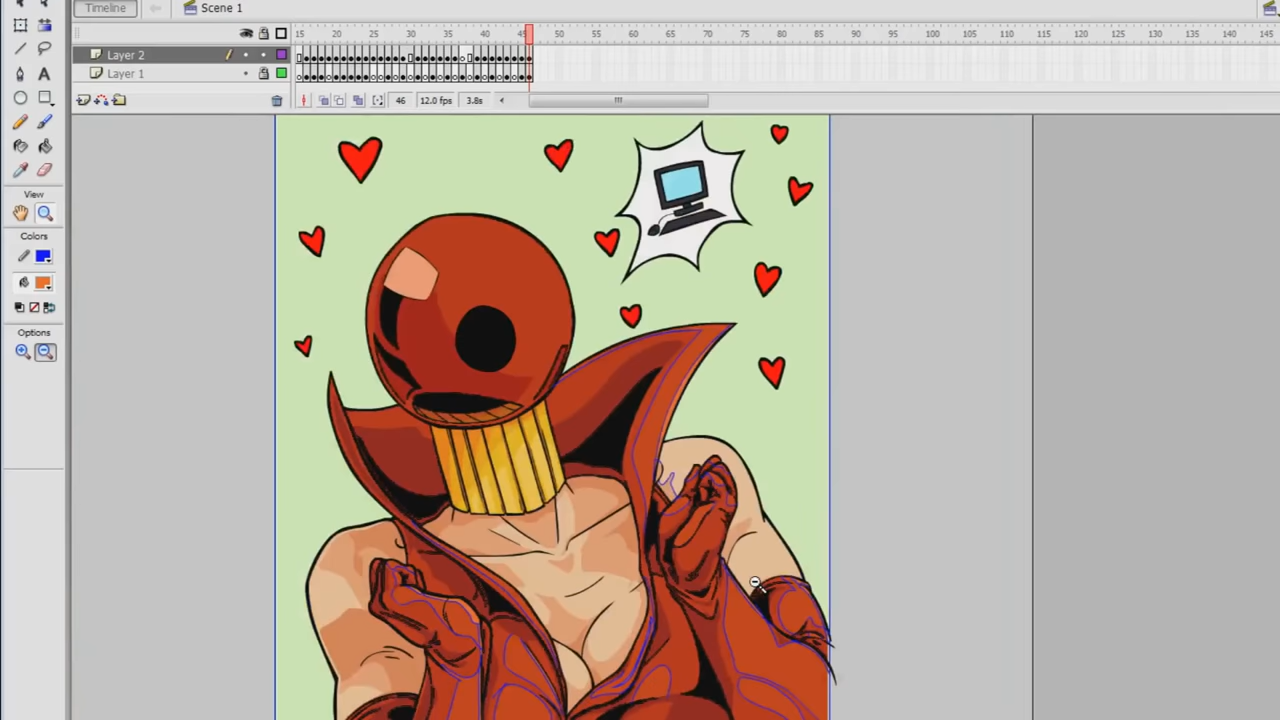 Timeline
Scene 1
15 20 25 30 35 40 45 50 55 60 65 70 75 80 85 90 95 100 105 110 115 120 125 130 135 140 145
Layer 2
Layer 1
46 12.0 fps 3.8s
A
View
Colors
Options